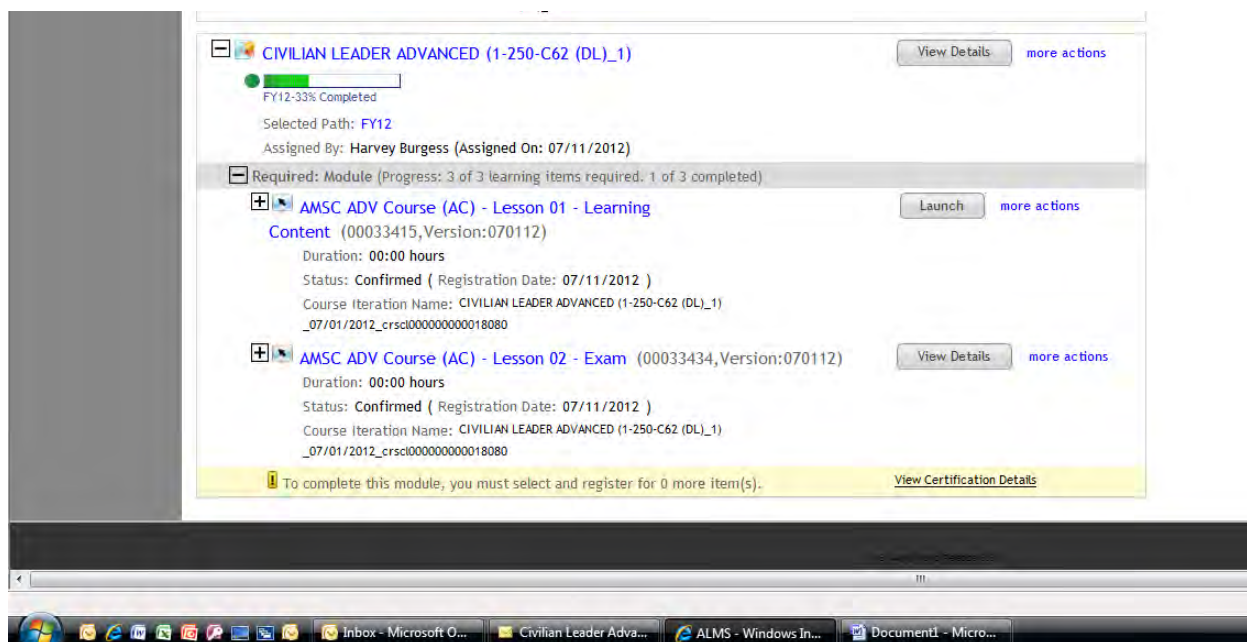 CIVILIAN LEADER ADVANCED (1-250-C62 (DL)_1)
View Details
more actions
FY12-33% Completed
Selected Path: FY12
Assigned By: Harvey Burgess (Assigned On: 07/11/2012)
Required: Module (Progress: 3 of 3 learning items required. 1 of 3 completed)
AMSC ADV Course (AC) - Lesson 01 - Learning
Launch
more actions
Content (00033415,Version:070112)
Duration: 00:00 hours
Status: Confirmed ( Registration Date: 07/11/2012 )
Course Iteration Name: CIVILIAN LEADER ADVANCED (1-250-C62 (DL)_1)
_07/01/2012_crscl000000000018080
AMSC ADV Course (AC) - Lesson 02 - Exam (00033434,Version:070112)
View Details
more actions
Duration: 00:00 hours
Status: Confirmed ( Registration Date: 07/11/2012 )
Course Iteration Name: CIVILIAN LEADER ADVANCED (1-250-C62 (DL)_1)
_07/01/2012_crscl000000000018080
To complete this module, you must select and register for 0 more item(s).
View Certification Details
Inbox - Microsoft O...
Civilian Leader Adva...
ALMS - Windows In...
Document1 - Micro...